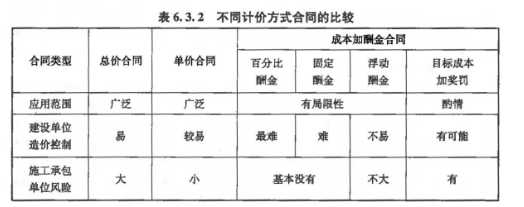 表 6.3.2 不同计价方式合同的比较
合同类型 总价合同 单价合同 成本加酬金合同
百分比酬金 固定酬金 浮动酬金 目标成本加奖罚
应用范围 广泛 广泛 有局限性 酌情
建设单位造价控制 易 较易 最难 难 不易 有可能
施工承包单位风险 大 小 基本没有 不大 有